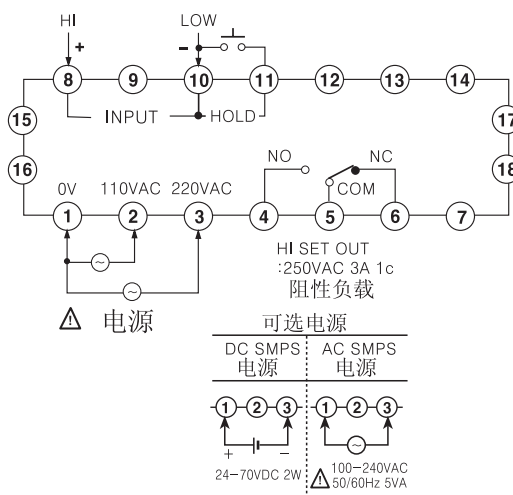 HI LOW
+ -
8 9 10 11 12 13 14
INPUT HOLD
15 17
16 18
NO NC
COM
0V 110VAC 220VAC
1 2 3 4 5 6 7
HI SET OUT
:250VAC 3A 1c
阻性负载
电源
可选电源
DC SMPS AC SMPS
电源 电源
1 2 3 1 2 3
+ -
24-70VDC 2W 100-240VAC
50/60Hz 5VA